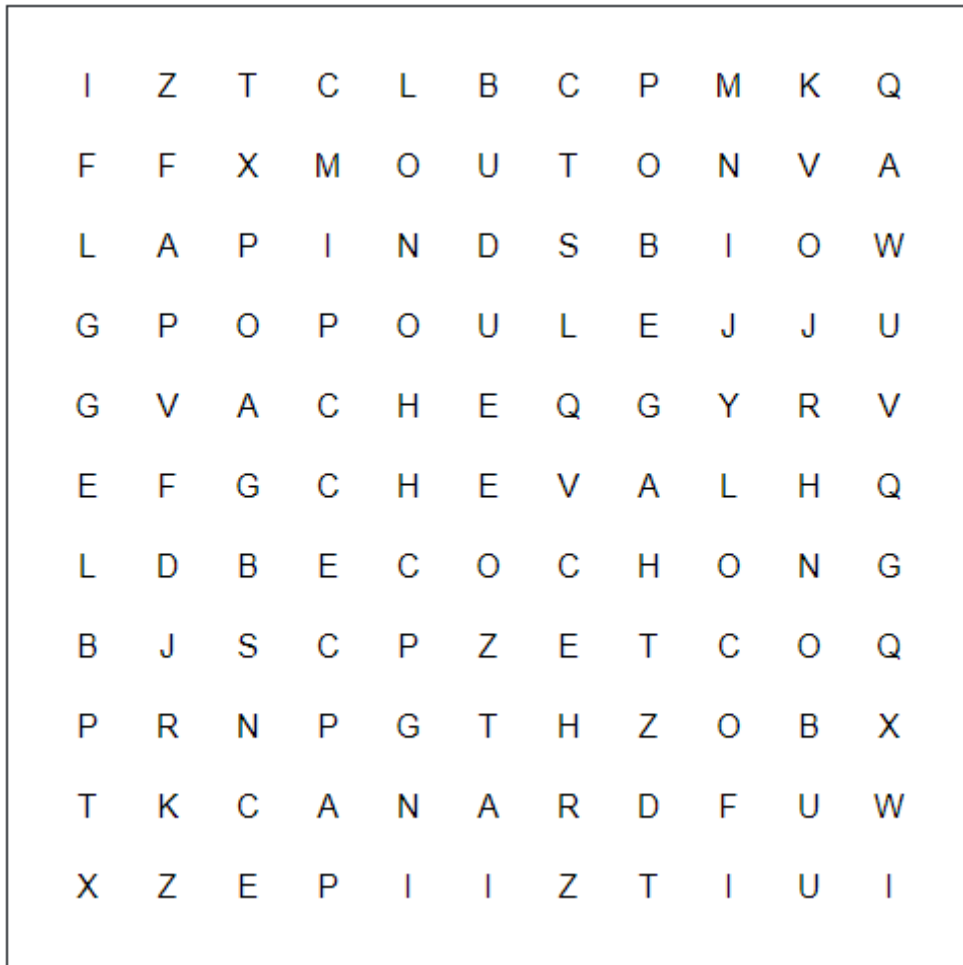 I Z T C L B C P M K Q
F F X M O U T O N V A
L A P I N D S B I O W
G P O P O U L E J J U
G V A C H E Q G Y R V
E F G C H E V A L H Q
L D B E C O C H O N G
B J S C P Z E T C O Q
P R N P G T H Z O B X
T K C A N A R D F U W
X Z E P I I Z T I U I